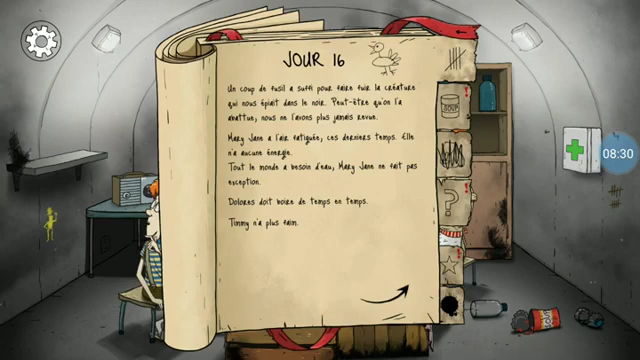 JOUR 16
Un coup de fusil a suffi pour faire fuir la créature
qui nous épiait dans le noir. Peut-être qu'on l'a
abattue, nous ne l'avons plus jamais revue.
Mary Jane a l'air fatiguée, ces derniers temps. Elle
n'a aucune énergie.
Tout le monde a besoin d'eau, Mary Jane ne fait pas
exception.
Dolores doit boire de temps en temps.
Timmy n'a plus faim.
SOUP
?
08:30